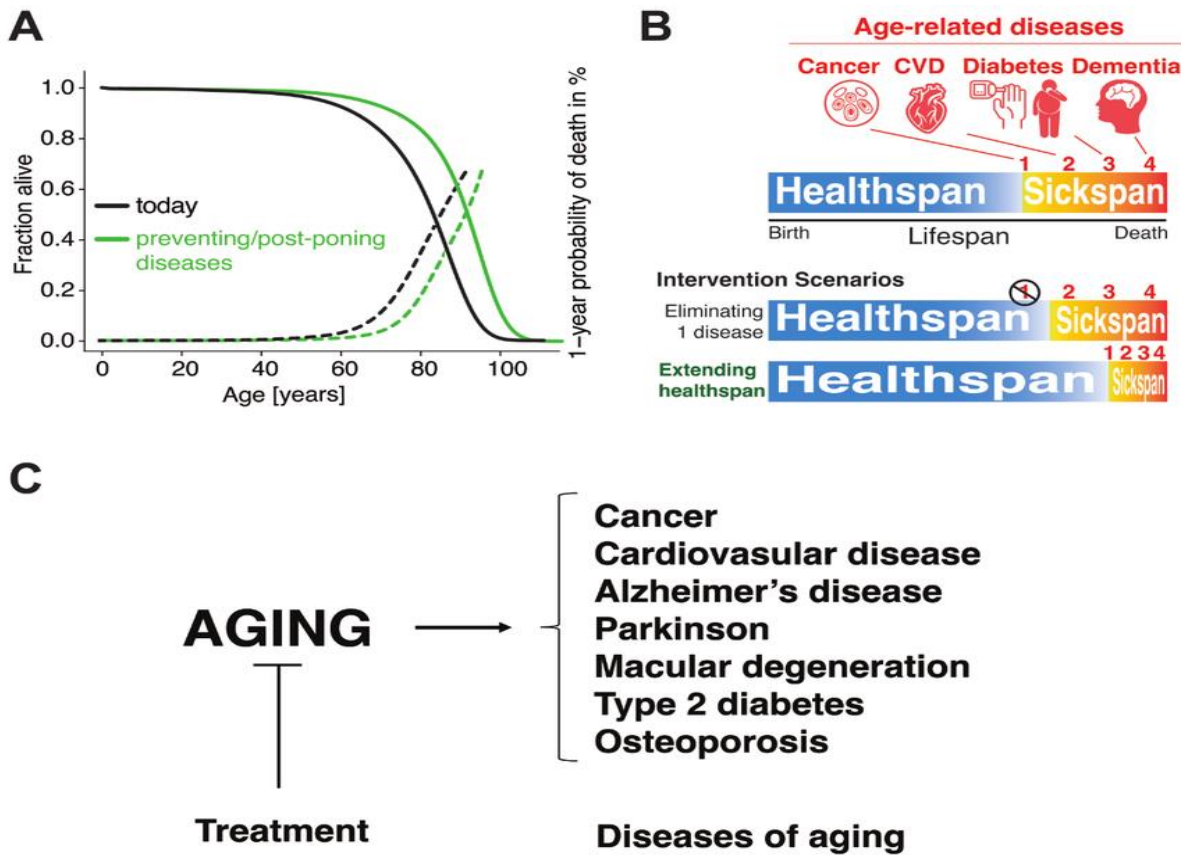 A
1.0
0.8
0.6
0.4
0.2
0.0
Fraction alive
today
preventing/post-poning
diseases
0 20 40 60 80 100
Age [years]
1-year probability of death in %
B
Age-related diseases
Cancer CVD Diabetes Dementia
1 2 3 4
Healthspan Sickspan
Birth Lifespan Death
Intervention Scenarios
1 2 3 4
Eliminating
1 disease
Healthspan Sickspan
1 2 3 4
Extending
healthspan
Healthspan Sickspan
C
AGING
Cancer
Cardiovasular disease
Alzheimer's disease
Parkinson
Macular degeneration
Type 2 diabetes
Osteoporosis
Treatment
Diseases of aging